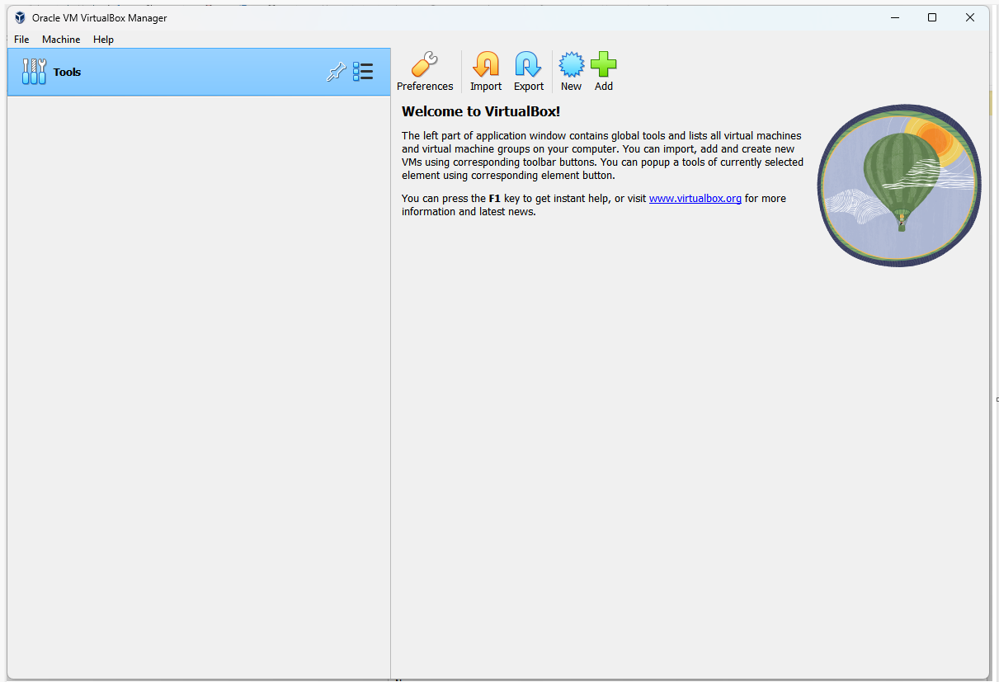 Oracle VM VirtualBox Manager
File Machine Help
Tools
Preferences Import Export New Add
Welcome to VirtualBox!
The left part of application window contains global tools and lists all virtual machines
and virtual machine groups on your computer. You can import, add and create new
VMs using corresponding toolbar buttons. You can popup a tools of currently selected
element using corresponding element button.
You can press the F1 key to get instant help, or visit www.virtualbox.org for more
information and latest news.